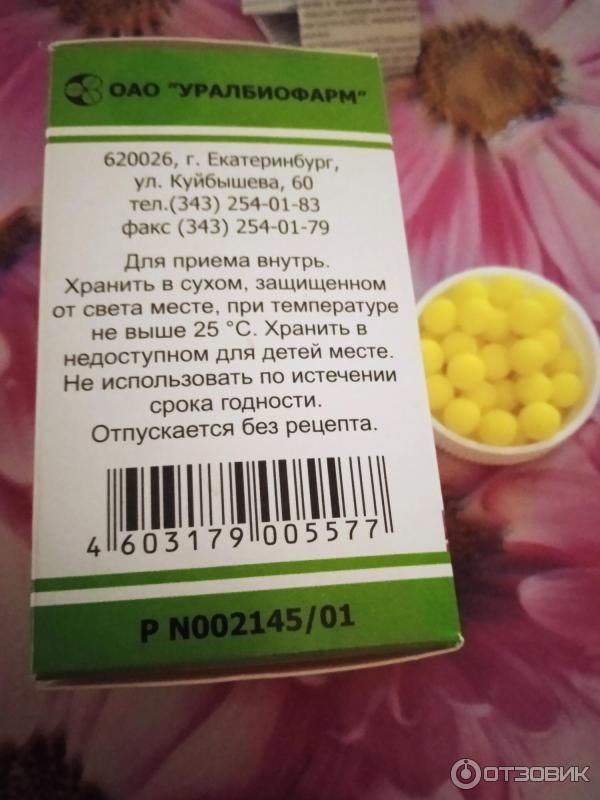 ОАО "УРАЛБИОФАРМ"
620026, г. Екатеринбург,
ул. Куйбышева, 60
тел.(343) 254-01-83
факс (343) 254-01-79
Для приема внутрь.
Хранить в сухом, защищенном
от света месте, при температуре
не выше 25 °С. Хранить в
недоступном для детей месте.
Не использовать по истечении
срока годности.
Отпускается без рецепта.
4 603179 005577
Р N002145/01
ОТЗОВИК